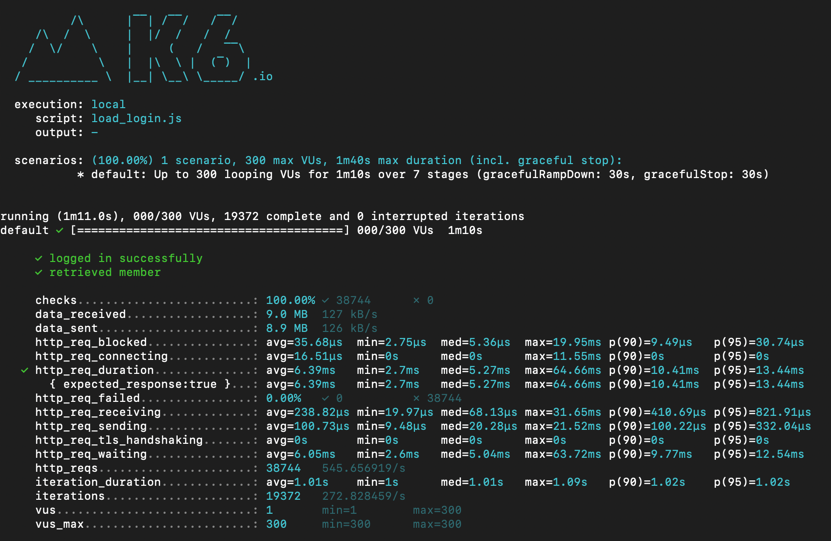 K6 .io
execution: local
script: load_login.js
output: -
scenarios: (100.00%) 1 scenario, 300 max VUs, 1m40s max duration (incl. graceful stop):
* default: Up to 300 looping VUs for 1m10s over 7 stages (gracefulRampDown: 30s, gracefulStop: 30s)
running (1m11.0s), 000/300 VUs, 19372 complete and 0 interrupted iterations
default ✓ [======================================] 000/300 VUs  1m10s
✓ logged in successfully
✓ retrieved member
checks.........................: 100.00% ✓ 38744 ✗ 0
data_received..................: 9.0 MB 127 kB/s
data_sent......................: 8.9 MB 126 kB/s
http_req_blocked...............: avg=35.68µs min=2.75µs med=5.36µs max=19.95ms p(90)=9.49µs p(95)=30.74µs
http_req_connecting............: avg=16.51µs min=0s med=0s max=11.55ms p(90)=0s p(95)=0s
✓ http_req_duration..............: avg=6.39ms min=2.7ms med=5.27ms max=64.66ms p(90)=10.41ms p(95)=13.44ms
{ expected_response:true }...: avg=6.39ms min=2.7ms med=5.27ms max=64.66ms p(90)=10.41ms p(95)=13.44ms
http_req_failed................: 0.00% ✓ 0 ✗ 38744
http_req_receiving.............: avg=238.82µs min=19.97µs med=68.13µs max=31.65ms p(90)=410.69µs p(95)=821.91µs
http_req_sending...............: avg=100.73µs min=9.48µs med=20.28µs max=21.52ms p(90)=100.22µs p(95)=332.04µs
http_req_tls_handshaking.......: avg=0s min=0s med=0s max=0s p(90)=0s p(95)=0s
http_req_waiting...............: avg=6.05ms min=2.6ms med=5.04ms max=63.72ms p(90)=9.77ms p(95)=12.54ms
http_reqs......................: 38744 545.656919/s
iteration_duration.............: avg=1.01s min=1s med=1.01s max=1.09s p(90)=1.02s p(95)=1.02s
iterations.....................: 19372 272.828459/s
vus............................: 1 min=1 max=300
vus_max........................: 300 min=300 max=300